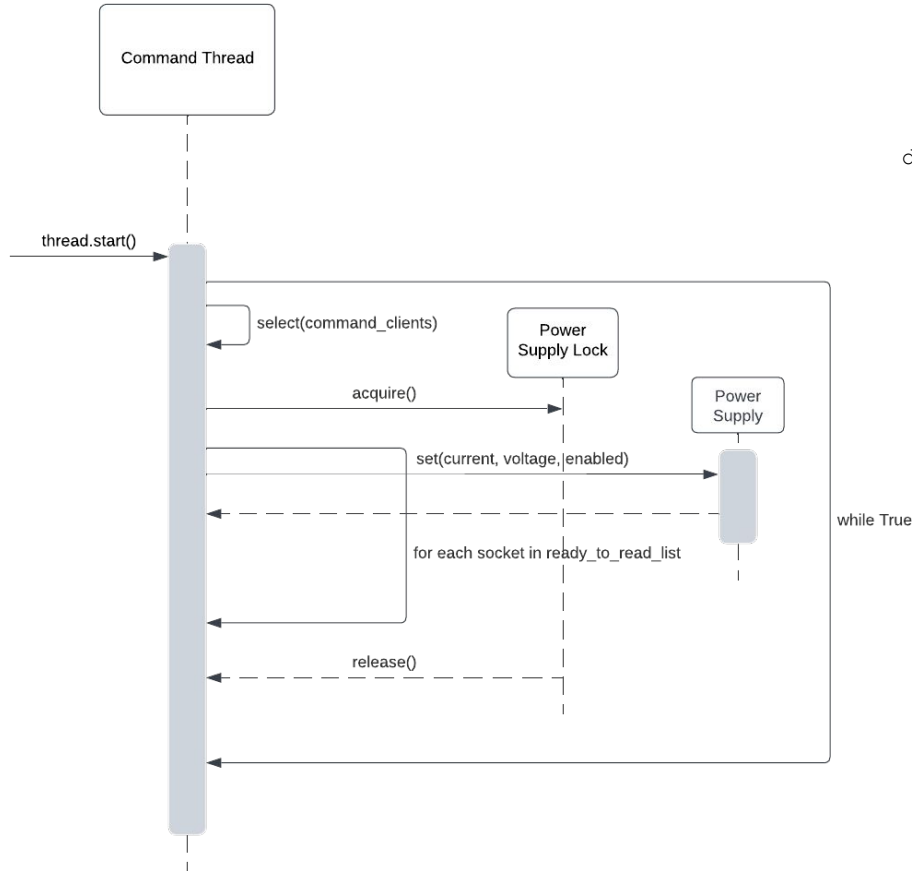 Command Thread
thread.start()
select(command_clients)
Power
Supply Lock
acquire()
Power
Supply
set(current, voltage, enabled)
while True
for each socket in ready_to_read_list
release()